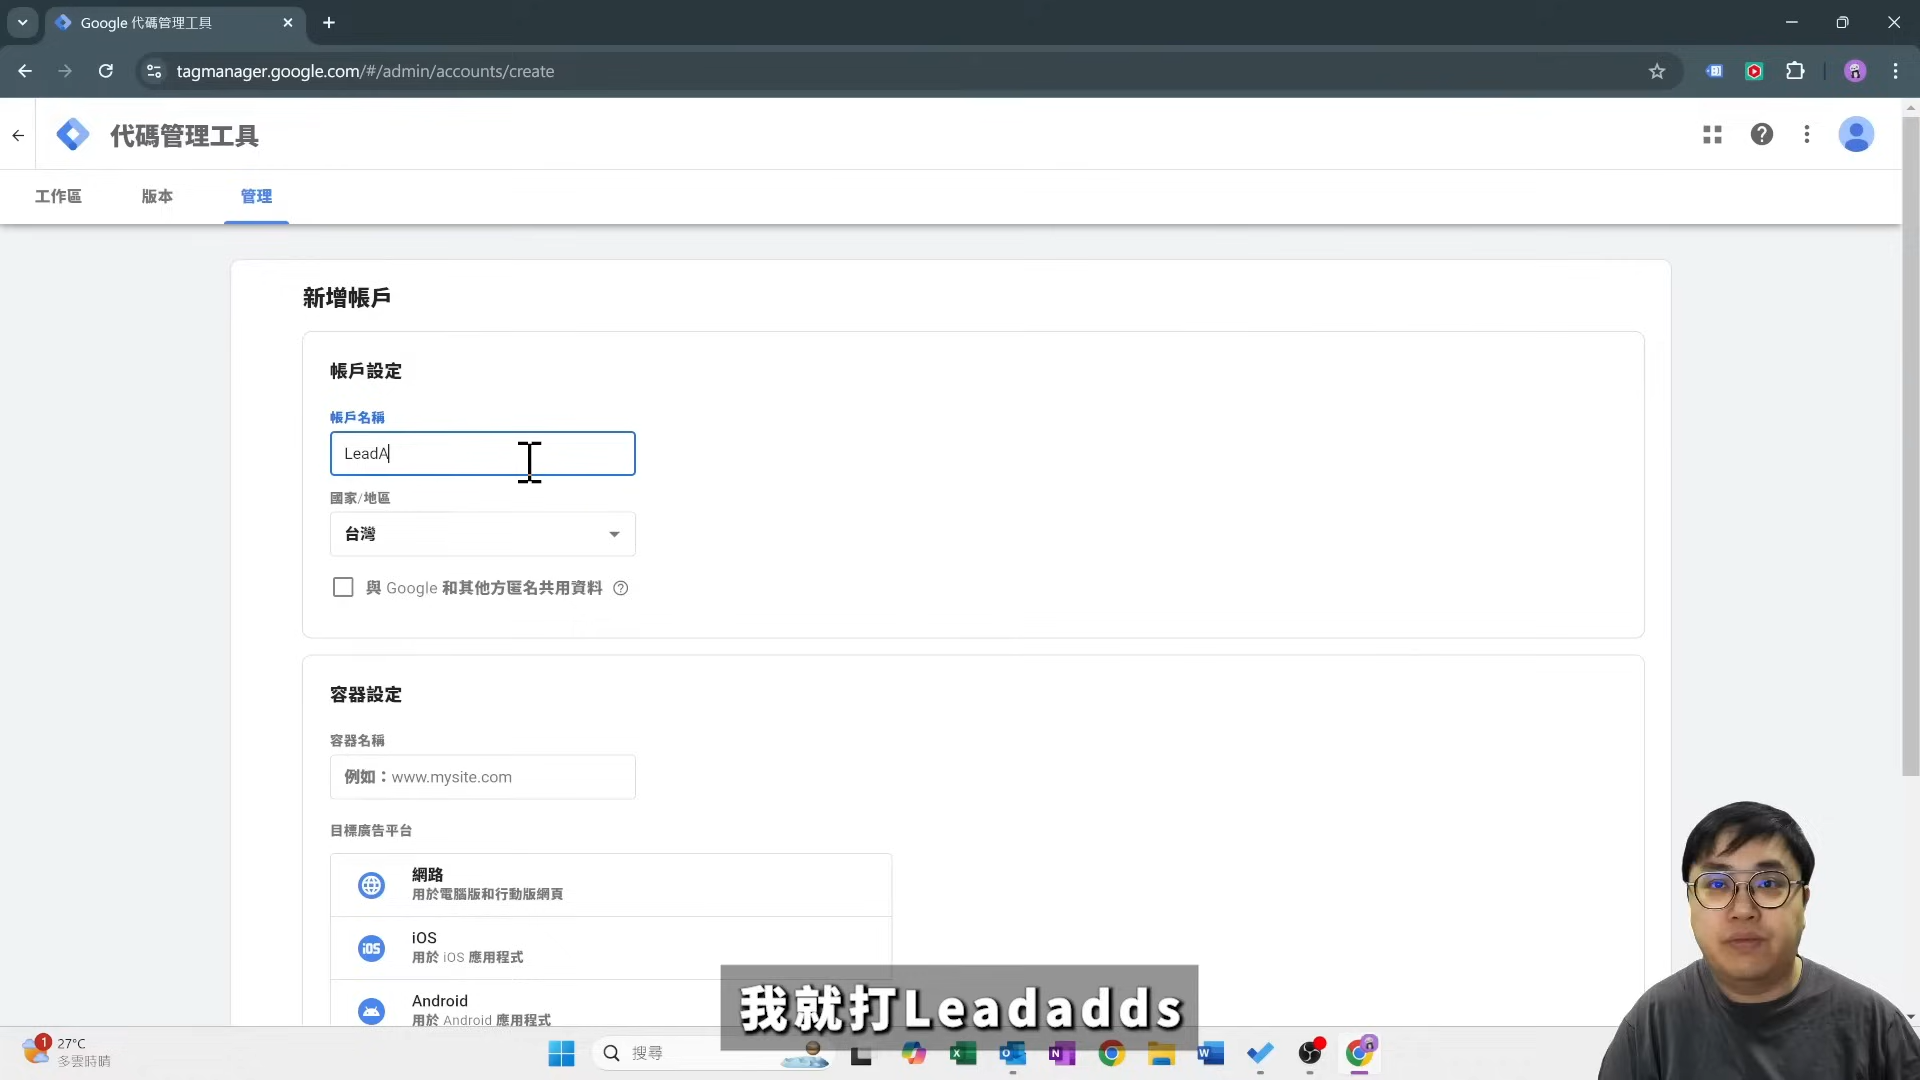 Google 代碼管理工具
tagmanager.google.com/#/admin/accounts/create
代碼管理工具
工作區
版本
管理
新增帳戶
帳戶設定
帳戶名稱
LeadA
國家/地區
台灣
與 Google 和其他方匿名共用資料
容器設定
容器名稱
例如：www.mysite.com
目標廣告平台
網路
用於電腦版和行動版網頁
iOS
iOS
用於 iOS 應用程式
Android
用於 Android 應用程式
我就打Leadadds
1
27°C
多雲時晴
搜尋